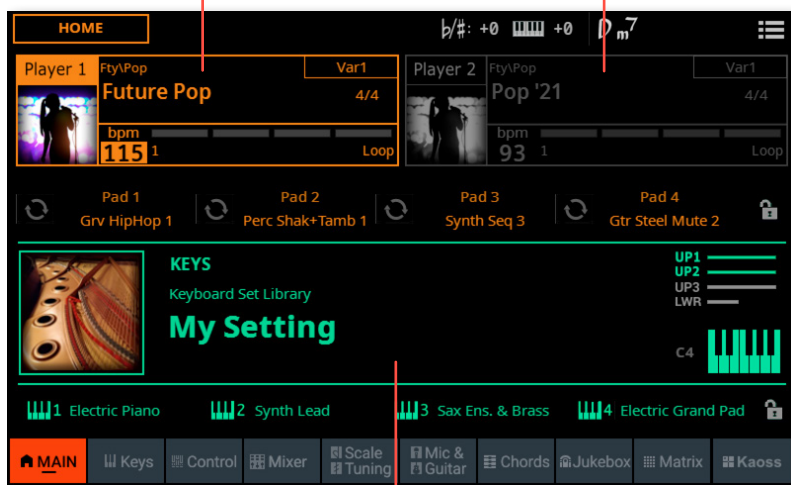 HOME
♭/♯: +0 +0 D m7
Player 1 Fty\Pop Var1
Future Pop 4/4
bpm
115 1 Loop
Player 2 Fty\Pop Var1
Pop '21 4/4
bpm
93 1 Loop
Pad 1
Grv HipHop 1
Pad 2
Perc Shak+Tamb 1
Pad 3
Synth Seq 3
Pad 4
Gtr Steel Mute 2
KEYS
Keyboard Set Library
My Setting
UP1
UP2
UP3
LWR
C4
1 Electric Piano
2 Synth Lead
3 Sax Ens. & Brass
4 Electric Grand Pad
MAIN
Keys
Control
Mixer
Scale
Tuning
Mic &
Guitar
Chords
Jukebox
Matrix
Kaoss